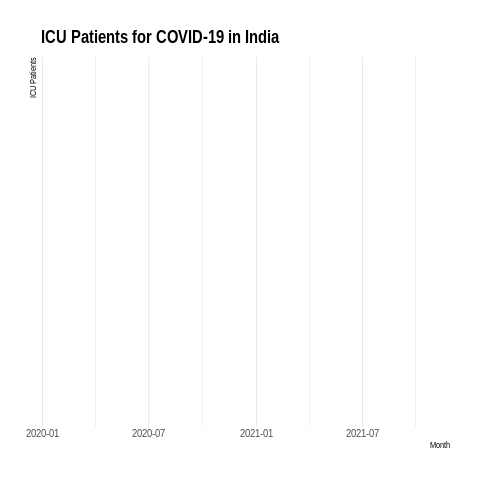 ICU Patients for COVID-19 in India
ICU Patients
2020-01
2020-07
2021-01
2021-07
Month